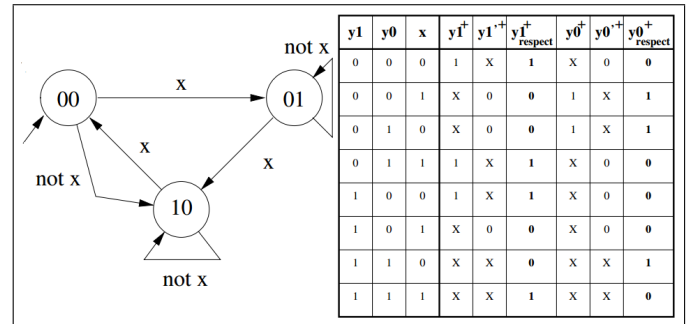 not x
x
00
01
x
x
not x
10
not x
y1 y0 x y1+ y1'+ y1+respect y0+ y0'+ y0+respect
0 0 0 1 X 1 X 0 0
0 0 1 X 0 0 1 X 1
0 1 0 X 0 0 1 X 1
0 1 1 1 X 1 X 0 0
1 0 0 1 X 1 X 0 0
1 0 1 X 0 0 X 0 0
1 1 0 X X 0 X X 1
1 1 1 X X 1 X X 0